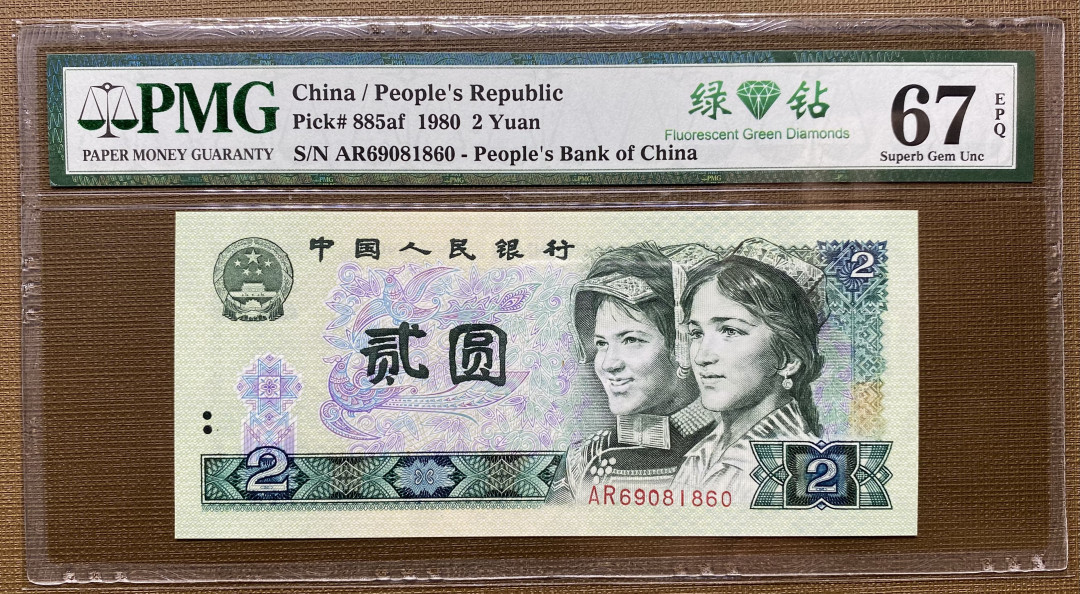 PMG
PAPER MONEY GUARANTY
China / People's Republic
Pick# 885af 1980 2 Yuan
S/N AR69081860 - People's Bank of China
绿 钻
Fluorescent Green Diamonds
67
EPQ
Superb Gem Unc
PMG
中国人民银行
2
贰圆
2
AR69081860
2